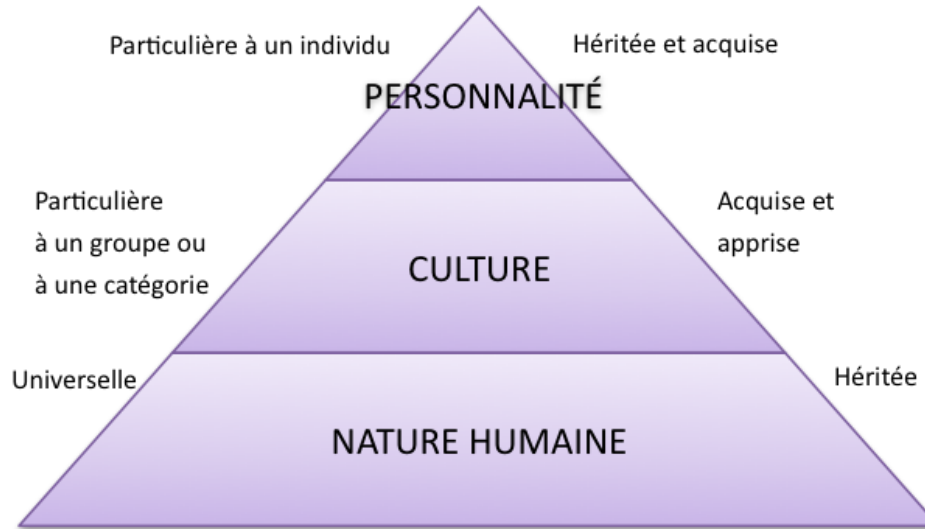 Particulière à un individu
Héritée et acquise
PERSONNALITÉ
Particulière
à un groupe ou
à une catégorie
Acquise et
apprise
CULTURE
Universelle
Héritée
NATURE HUMAINE